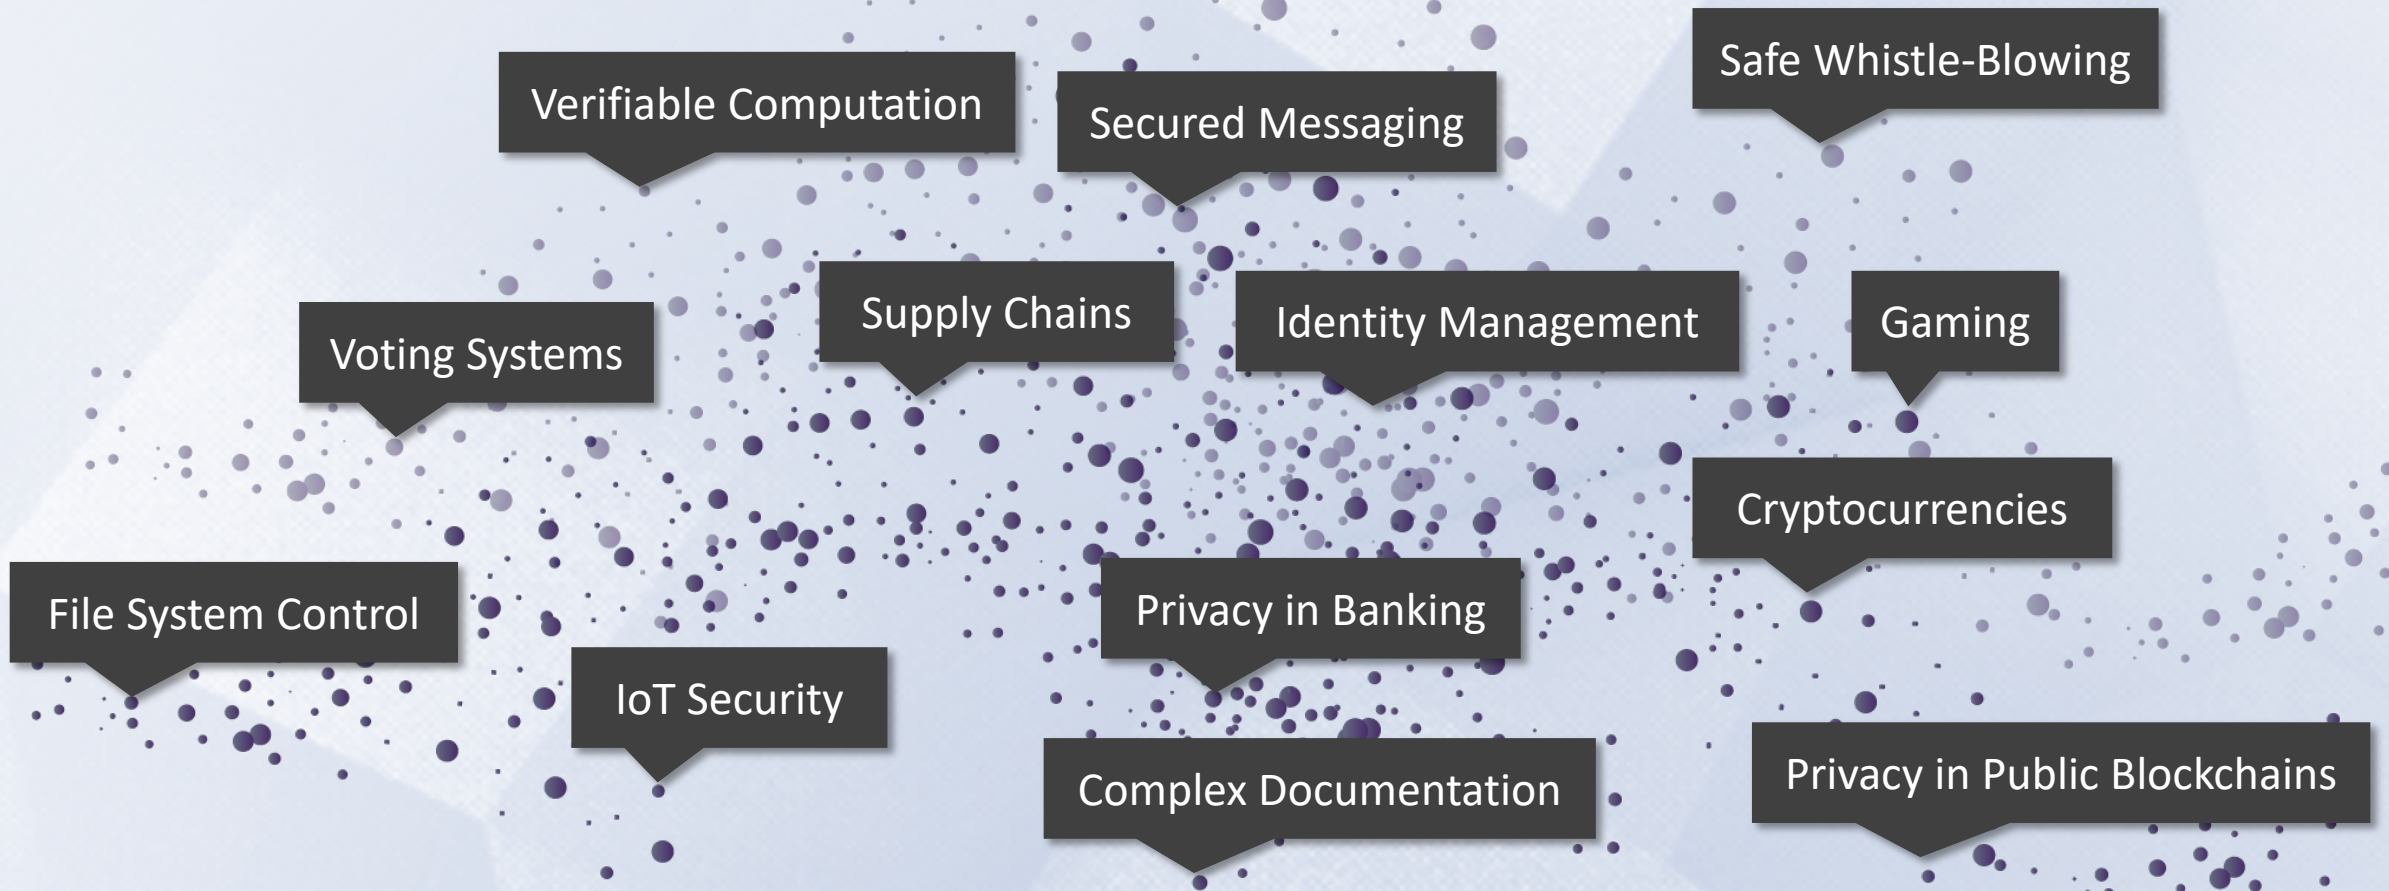 Safe Whistle-Blowing
Verifiable Computation
Secured Messaging
Supply Chains
Identity Management
Gaming
Voting Systems
Cryptocurrencies
File System Control
Privacy in Banking
IoT Security
Privacy in Public Blockchains
Complex Documentation